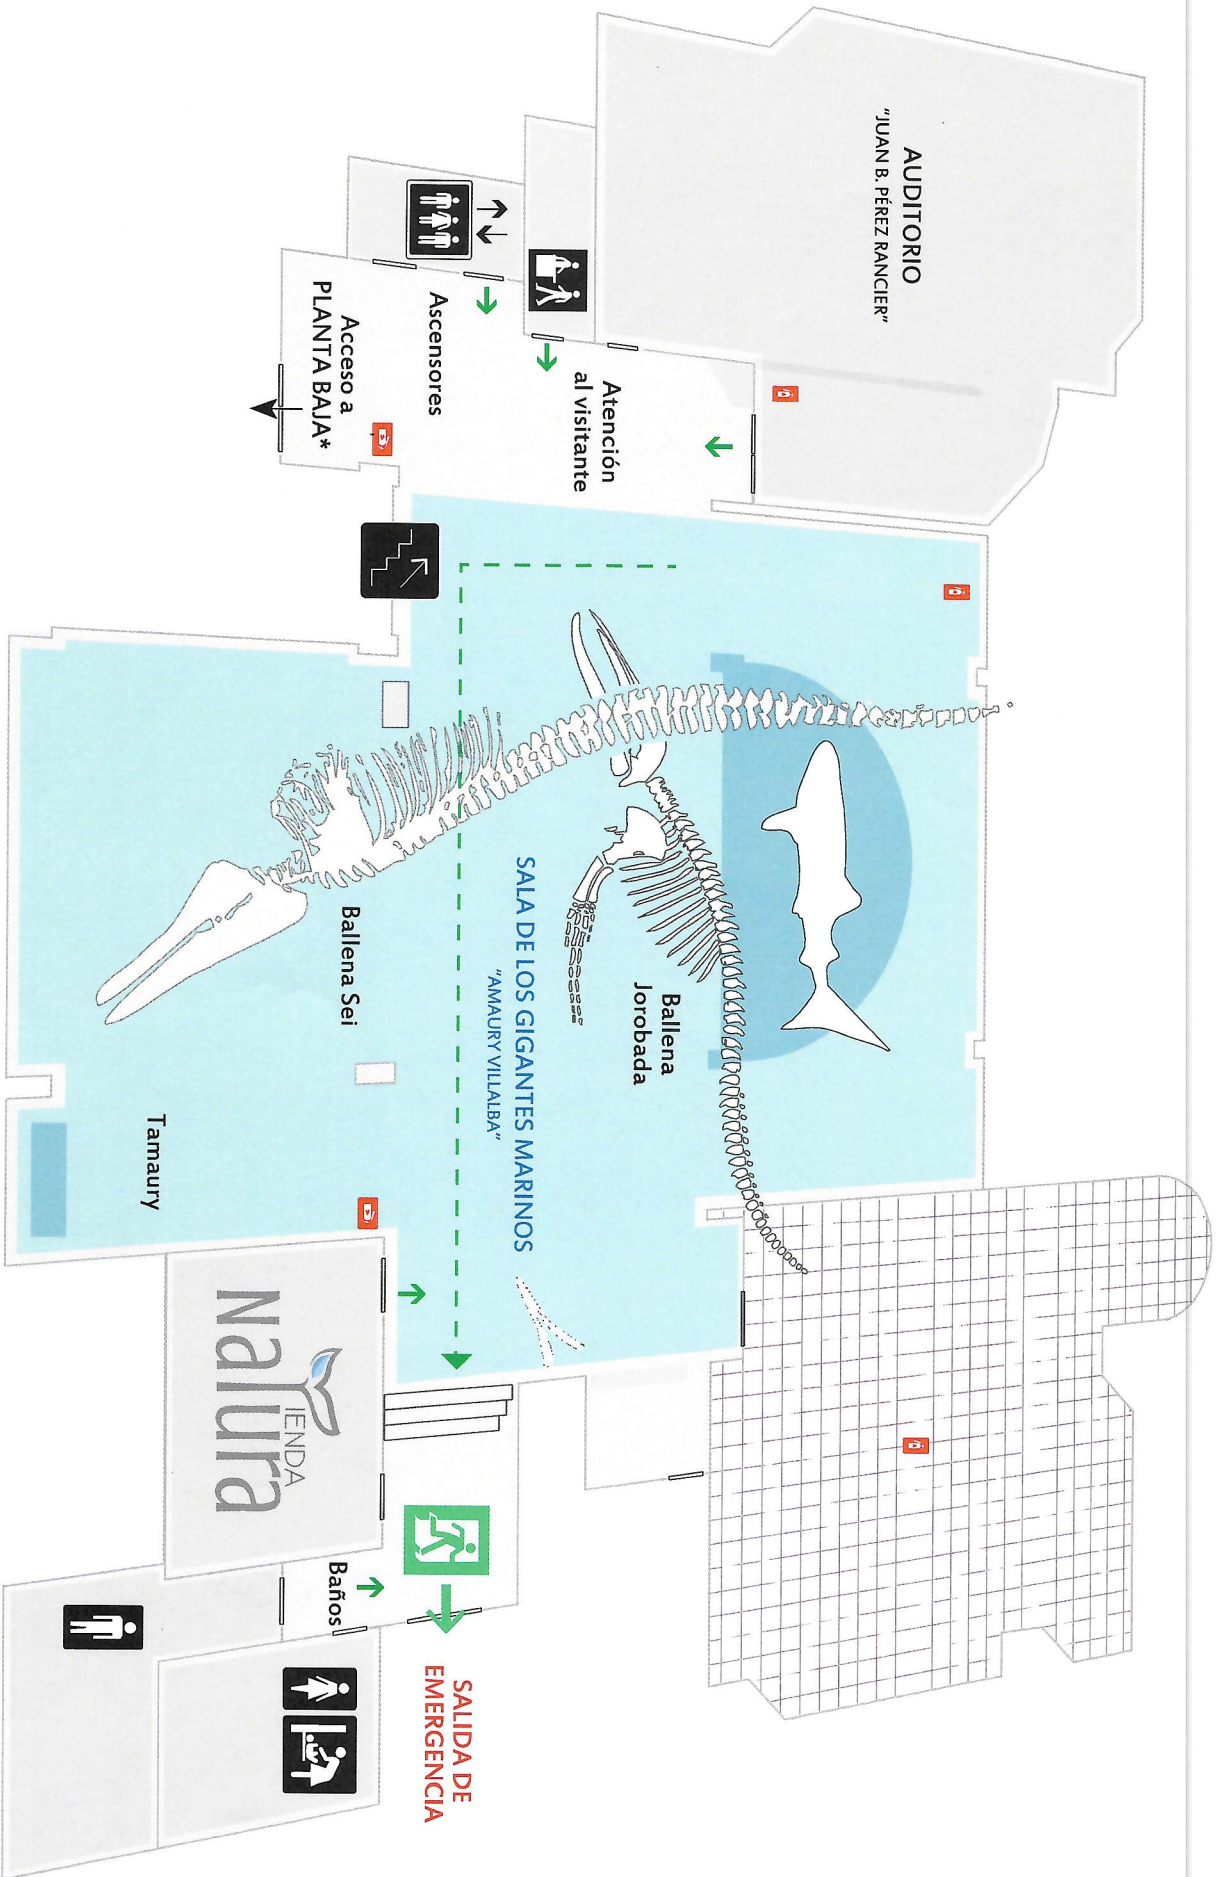 AUDITORIO
"JUAN B. PÉREZ RANCIER"
Atención
al visitante
Ascensores
Acceso a
PLANTA BAJA*
SALA DE LOS GIGANTES MARINOS
"AMAURY VILLALBA"
Ballena
Jorobada
Ballena Sei
Tamaury
TIENDA
Natura
Baños
SALIDA DE
EMERGENCIA